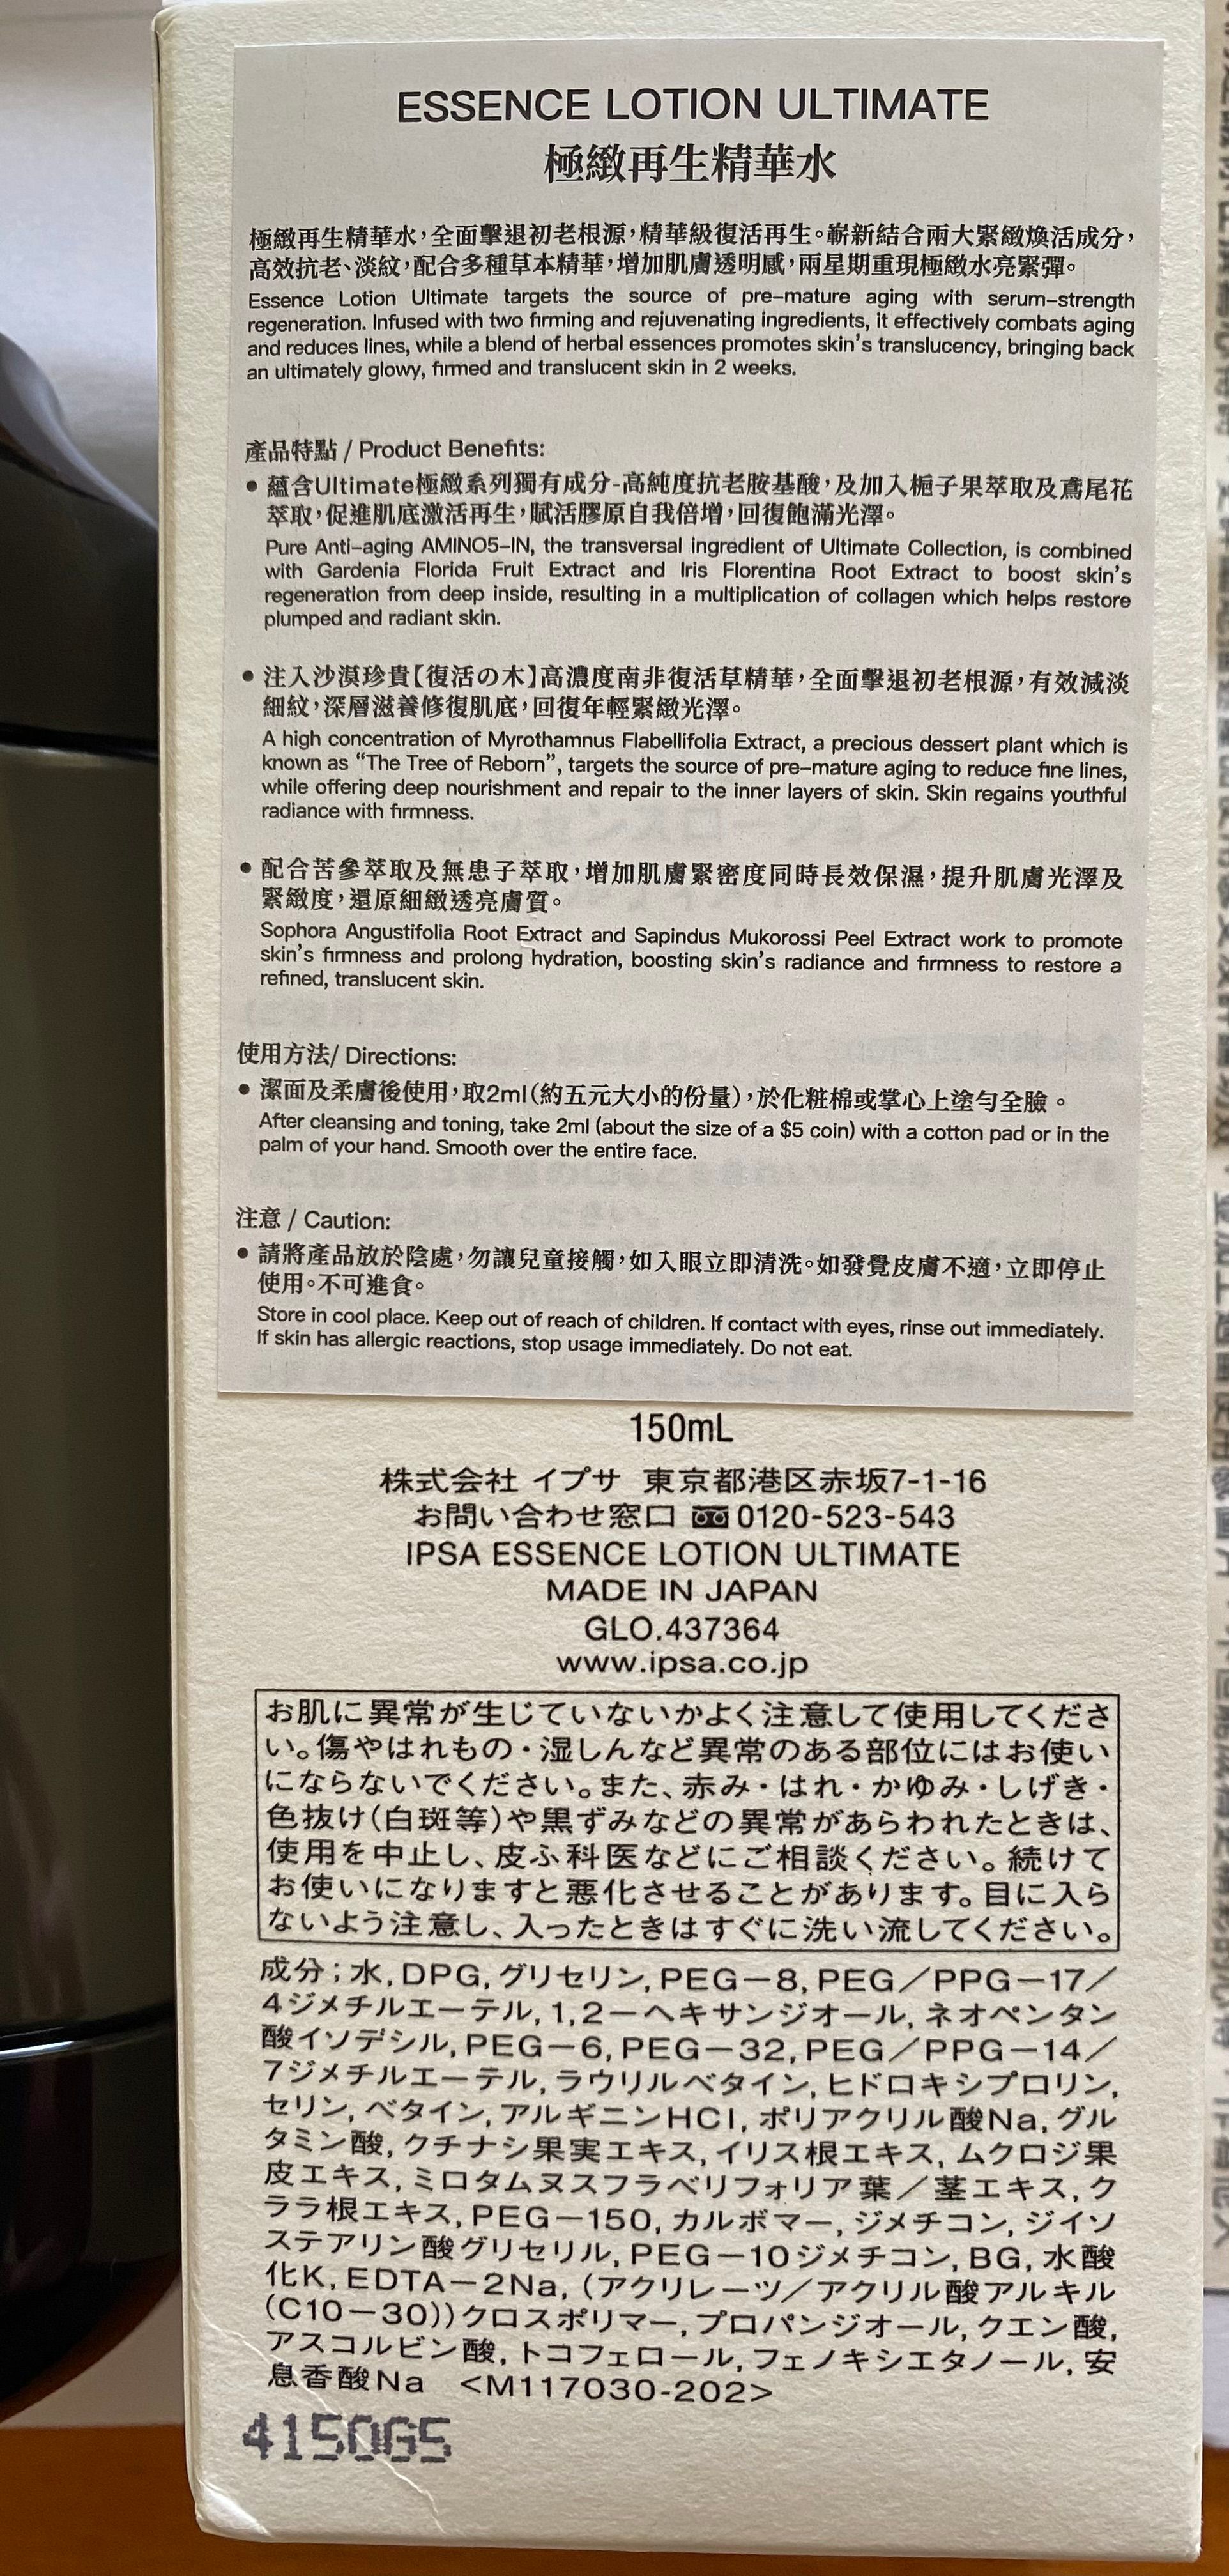 ESSENCE LOTION ULTIMATE
極緻再生精華水
極緻再生精華水，全面擊退初老根源，精華級復活再生。嶄新結合兩大緊緻煥活成分，
高效抗老、淡紋，配合多種草本精華，增加肌膚透明感，兩星期重現極緻水亮緊彈。
Essence Lotion Ultimate targets the source of pre-mature aging with serum-strength
regeneration. Infused with two firming and rejuvenating ingredients, it effectively combats aging
and reduces lines, while a blend of herbal essences promotes skin's translucency, bringing back
an ultimately glowy, firmed and translucent skin in 2 weeks.
產品特點 / Product Benefits:
● 蘊含Ultimate極緻系列獨有成分-高純度抗老胺基酸，及加入梔子果萃取及鳶尾花
萃取，促進肌底激活再生，賦活膠原自我倍增，回復飽滿光澤。
Pure Anti-aging AMINO5-IN, the transversal ingredient of Ultimate Collection, is combined
with Gardenia Florida Fruit Extract and Iris Florentina Root Extract to boost skin's
regeneration from deep inside, resulting in a multiplication of collagen which helps restore
plumped and radiant skin.
● 注入沙漠珍貴【復活の木】高濃度南非復活草精華，全面擊退初老根源，有效減淡
細紋，深層滋養修復肌底，回復年輕緊緻光澤。
A high concentration of Myrothamnus Flabellifolia Extract, a precious dessert plant which is
known as “The Tree of Reborn”, targets the source of pre-mature aging to reduce fine lines,
while offering deep nourishment and repair to the inner layers of skin. Skin regains youthful
radiance with firmness.
● 配合苦參萃取及無患子萃取，增加肌膚緊密度同時長效保濕，提升肌膚光澤及
緊緻度，還原細緻透亮膚質。
Sophora Angustifolia Root Extract and Sapindus Mukorossi Peel Extract work to promote
skin's firmness and prolong hydration, boosting skin's radiance and firmness to restore a
refined, translucent skin.
使用方法/ Directions:
● 潔面及柔膚後使用，取2ml(約五元大小的份量)，於化粧棉或掌心上塗勻全臉。
After cleansing and toning, take 2ml (about the size of a $5 coin) with a cotton pad or in the
palm of your hand. Smooth over the entire face.
注意 / Caution:
● 請將產品放於陰處，勿讓兒童接觸，如入眼立即清洗。如發覺皮膚不適，立即停止
使用。不可進食。
Store in cool place. Keep out of reach of children. If contact with eyes, rinse out immediately.
If skin has allergic reactions, stop usage immediately. Do not eat.
150mL
株式会社 イプサ 東京都港区赤坂7-1-16
お問い合わせ窓口 0120-523-543
IPSA ESSENCE LOTION ULTIMATE
MADE IN JAPAN
GLO.437364
www.ipsa.co.jp
お肌に異常が生じていないかよく注意して使用してくださ
い。傷やはれもの・湿しんなど異常のある部位にはお使い
にならないでください。また、赤み・はれ・かゆみ・しげき・
色抜け(白斑等)や黒ずみなどの異常があらわれたときは、
使用を中止し、皮ふ科医などにご相談ください。続けて
お使いになりますと悪化させることがあります。目に入ら
ないよう注意し、入ったときはすぐに洗い流してください。
成分；水, DPG, グリセリン, PEG－8, PEG／PPG－17／
4ジメチルエーテル, 1,2－ヘキサンジオール, ネオペンタン
酸イソデシル, PEG－6, PEG－32, PEG／PPG－14／
7ジメチルエーテル, ラウリルベタイン, ヒドロキシプロリン,
セリン, ベタイン, アルギニンHCl, ポリアクリル酸Na, グル
タミン酸, クチナシ果実エキス, イリス根エキス, ムクロジ果
皮エキス, ミロタムヌスフラベリフォリア葉／茎エキス, ク
ララ根エキス, PEG－150, カルボマー, ジメチコン, ジイソ
ステアリン酸グリセリル, PEG－10ジメチコン, BG, 水酸
化K, EDTA－2Na, (アクリレーツ／アクリル酸アルキル
(C10－30))クロスポリマー, プロパンジオール, クエン酸,
アスコルビン酸, トコフェロール, フェノキシエタノール, 安
息香酸Na <M117030-202>
4150G5